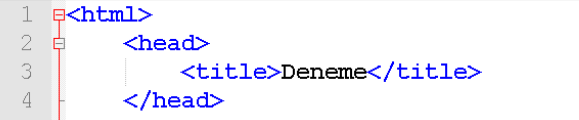 1 <html>
2 <head>
3 <title>Deneme</title>
4 </head>